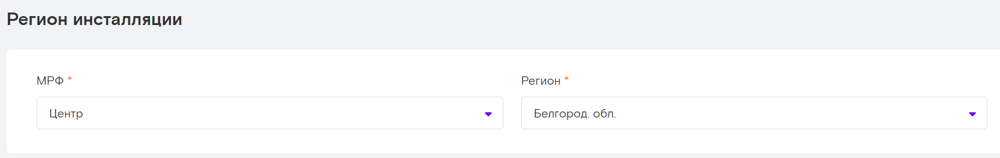 Регион инсталляции
МРФ *
Регион *
Центр
Белгород. обл.